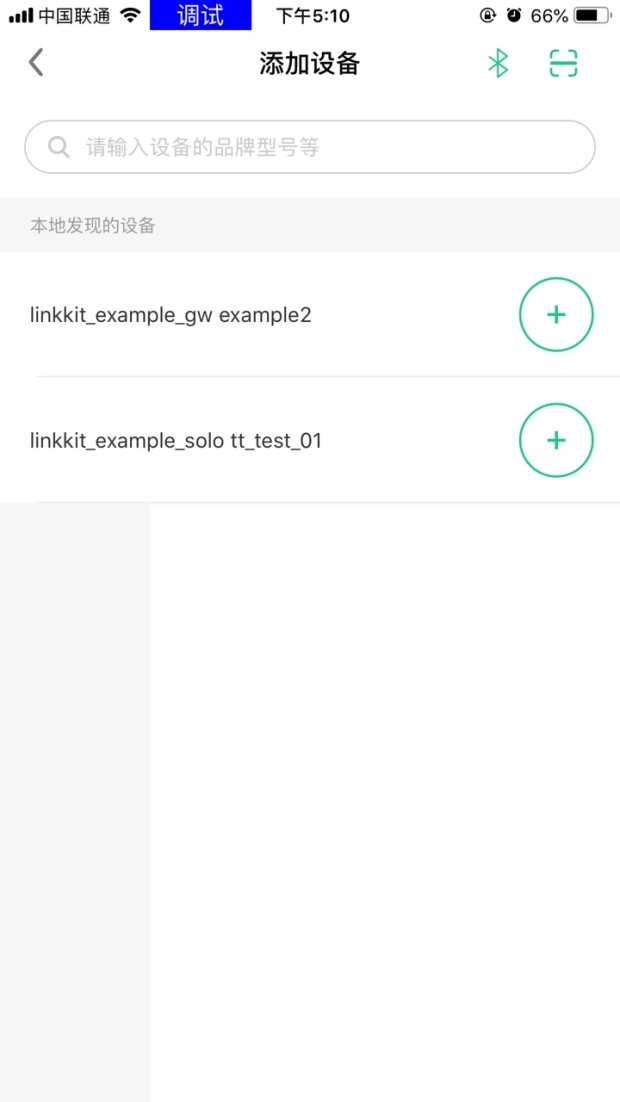 中国联通 调试 下午5:10 66%
添加设备
请输入设备的品牌型号等
本地发现的设备
linkkit_example_gw example2
linkkit_example_solo tt_test_01